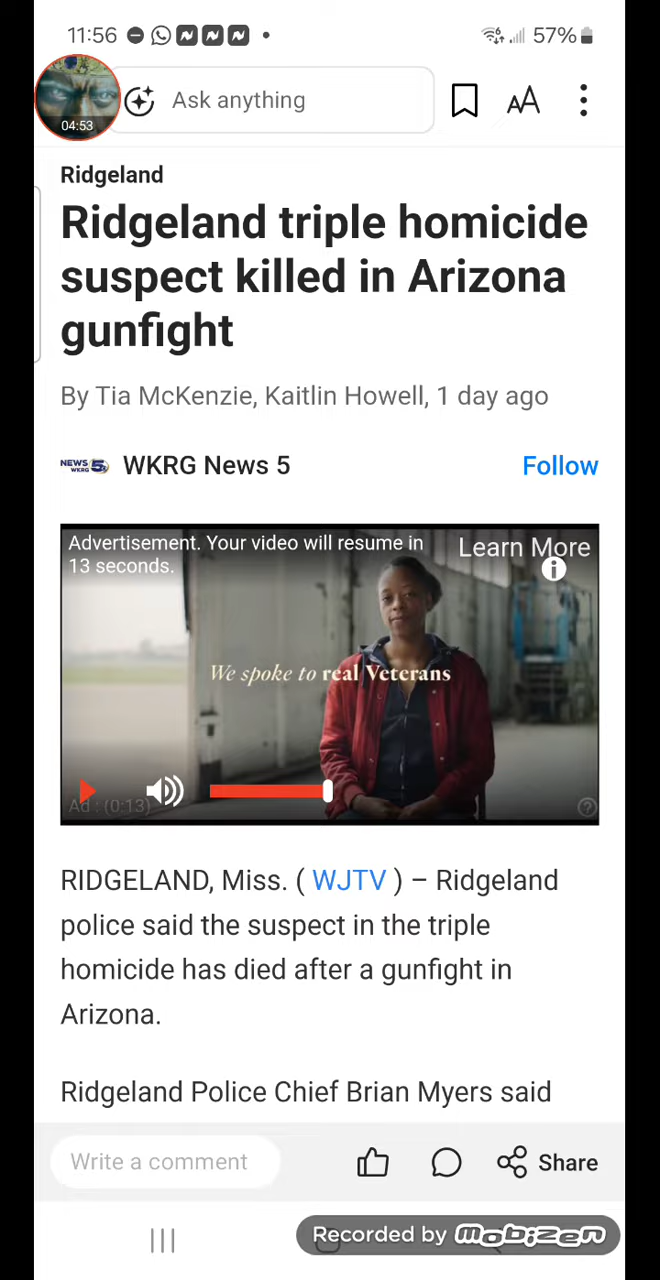 11:56
57%
04:53
Ask anything
AA
Ridgeland
Ridgeland triple homicide
suspect killed in Arizona
gunfight
By Tia McKenzie, Kaitlin Howell, 1 day ago
NEWS 5
WKRG
WKRG News 5
Follow
Advertisement. Your video will resume in
13 seconds.
Learn More
We spoke to real Veterans
Ad : (0:13)
RIDGELAND, Miss. ( WJTV ) – Ridgeland
police said the suspect in the triple
homicide has died after a gunfight in
Arizona.
Ridgeland Police Chief Brian Myers said
Write a comment
Share
Recorded by mobizen